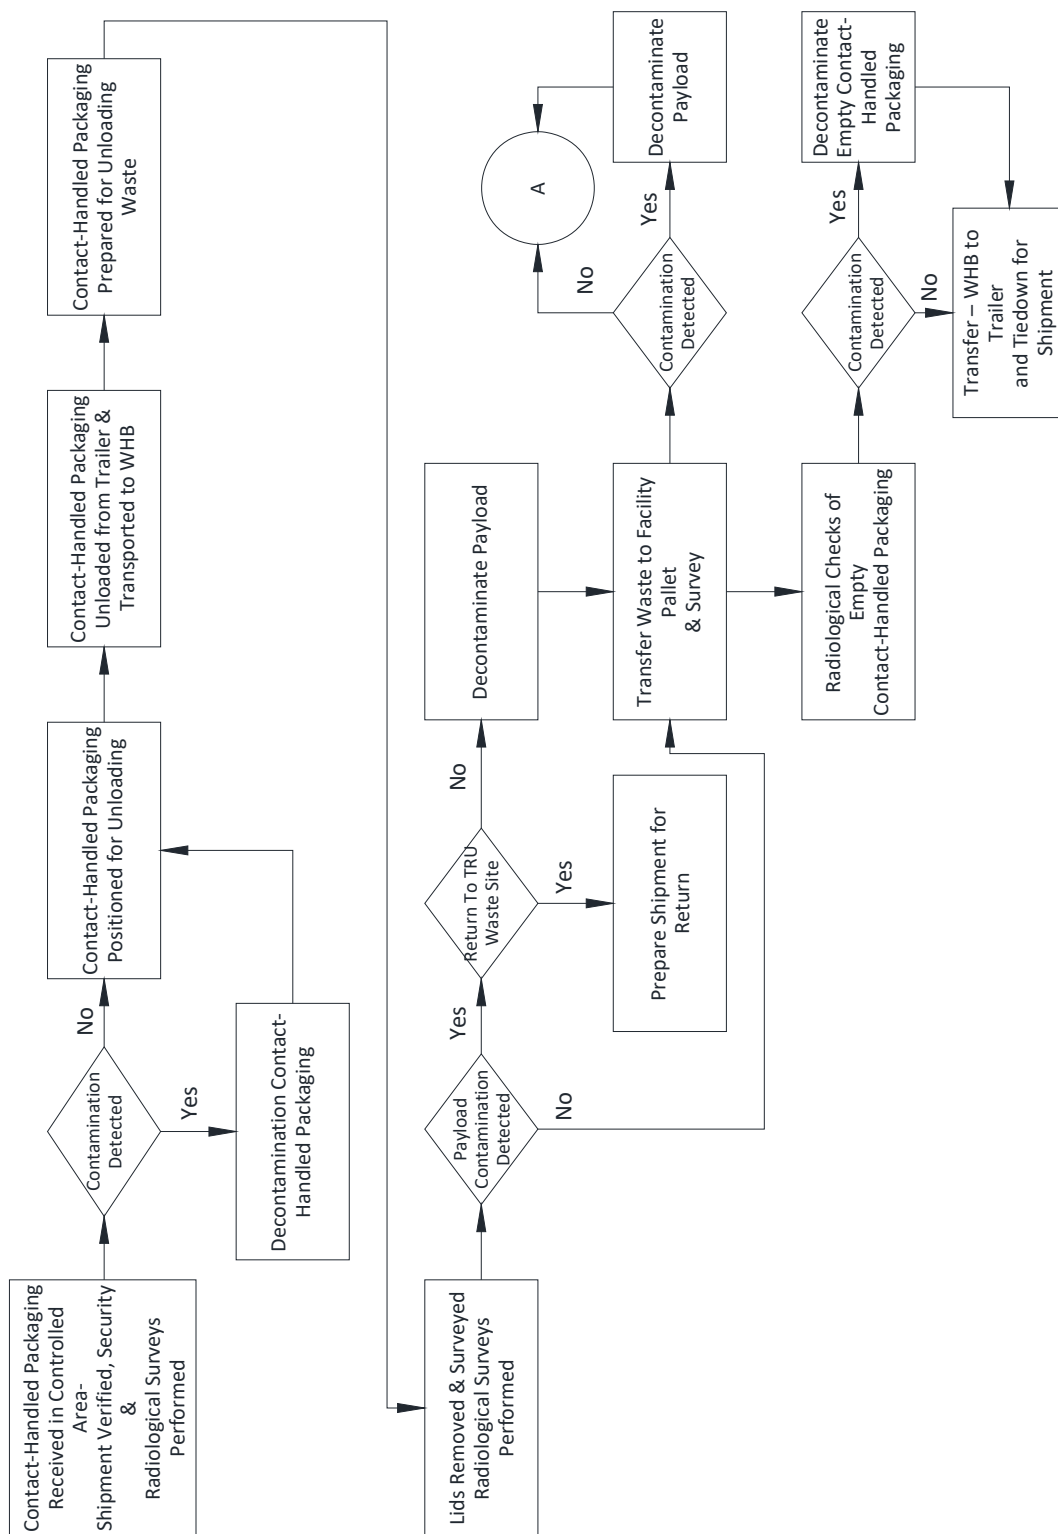 Contact-Handled Packaging
Received in Controlled
Area-
Shipment Verified, Security
&
Radiological Surveys
Performed
Contamination
Detected
No
Yes
Decontamination Contact-
Handled Packaging
Contact-Handled Packaging
Positioned for Unloading
Contact-Handled Packaging
Unloaded from Trailer &
Transported to WHB
Contact-Handled Packaging
Prepared for Unloading
Waste
Lids Removed & Surveyed
Radiological Surveys
Performed
Payload
Contamination
Detected
Yes
No
Return To TRU
Waste Site
No
Yes
Prepare Shipment for
Return
Decontaminate Payload
Transfer Waste to Facility
Pallet
& Survey
Contamination
Detected
No
Yes
A
Decontaminate
Payload
Radiological Checks of
Empty
Contact-Handled Packaging
Contamination
Detected
Yes
No
Decontaminate
Empty Contact-
Handled
Packaging
Transfer – WHB to
Trailer
and Tiedown for
Shipment